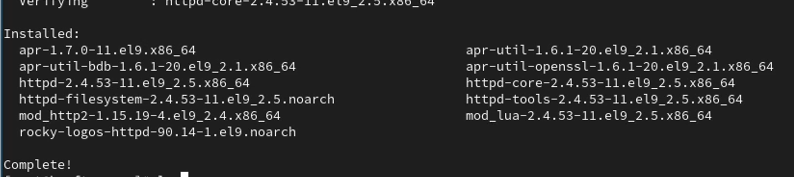 Verifying : httpd-core-2.4.53-11.el9_2.5.x86_64
Installed:
apr-1.7.0-11.el9.x86_64 apr-util-1.6.1-20.el9_2.1.x86_64
apr-util-bdb-1.6.1-20.el9_2.1.x86_64 apr-util-openssl-1.6.1-20.el9_2.1.x86_64
httpd-2.4.53-11.el9_2.5.x86_64 httpd-core-2.4.53-11.el9_2.5.x86_64
httpd-filesystem-2.4.53-11.el9_2.5.noarch httpd-tools-2.4.53-11.el9_2.5.x86_64
mod_http2-1.15.19-4.el9_2.4.x86_64 mod_lua-2.4.53-11.el9_2.5.x86_64
rocky-logos-httpd-90.14-1.el9.noarch
Complete!